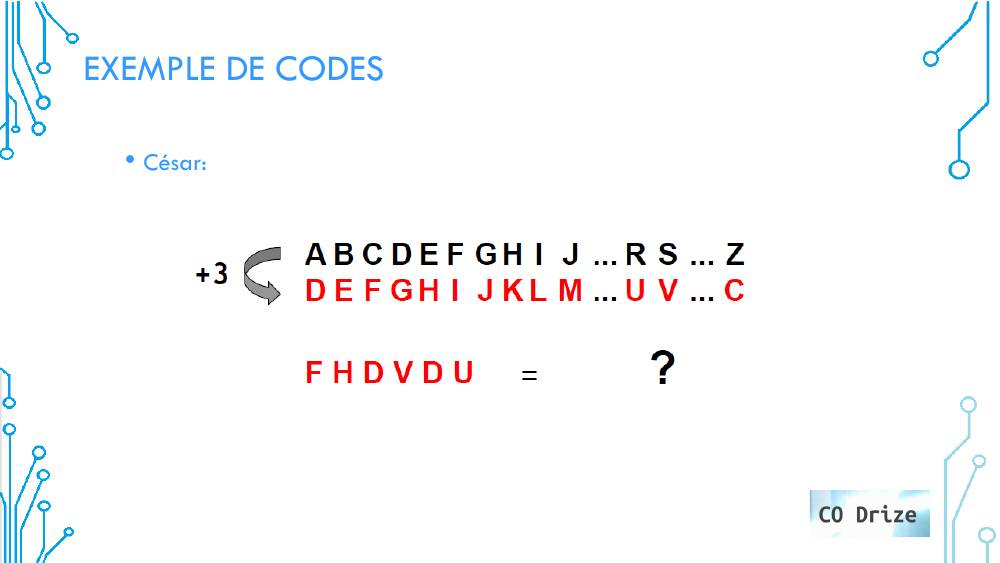 EXEMPLE DE CODES
• César:
+3
A B C D E F G H I J ... R S ... Z
D E F G H I J K L M ... U V ... C
F H D V D U = ?
CO Drize